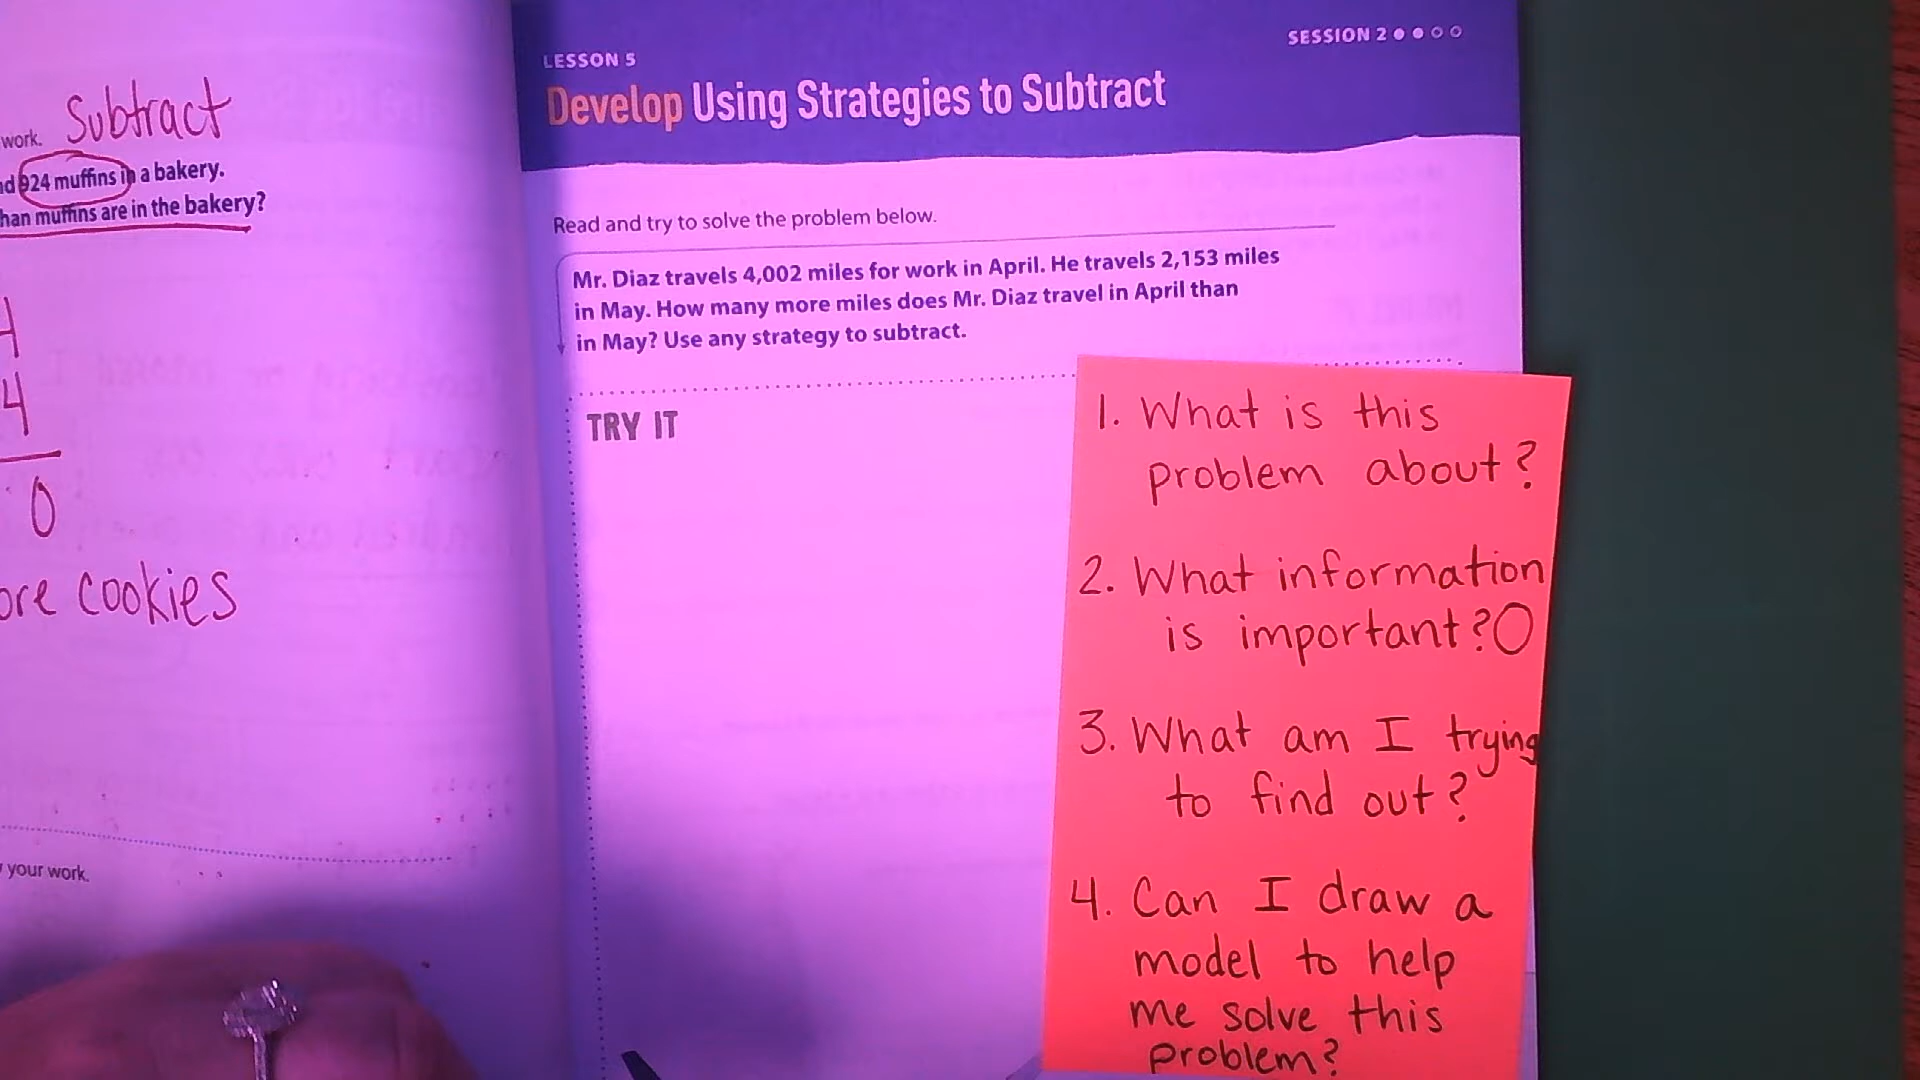 Subtract
work.
924 muffins in a bakery.
han muffins are in the bakery?
4
4
0
ore cookies
your work.
LESSON 5
SESSION 2
Develop Using Strategies to Subtract
Read and try to solve the problem below.
Mr. Diaz travels 4,002 miles for work in April. He travels 2,153 miles
in May. How many more miles does Mr. Diaz travel in April than
in May? Use any strategy to subtract.
TRY IT
1. What is this
problem about?
2. What information
is important?
3. What am I trying
to find out?
4. Can I draw a
model to help
me solve this
problem?